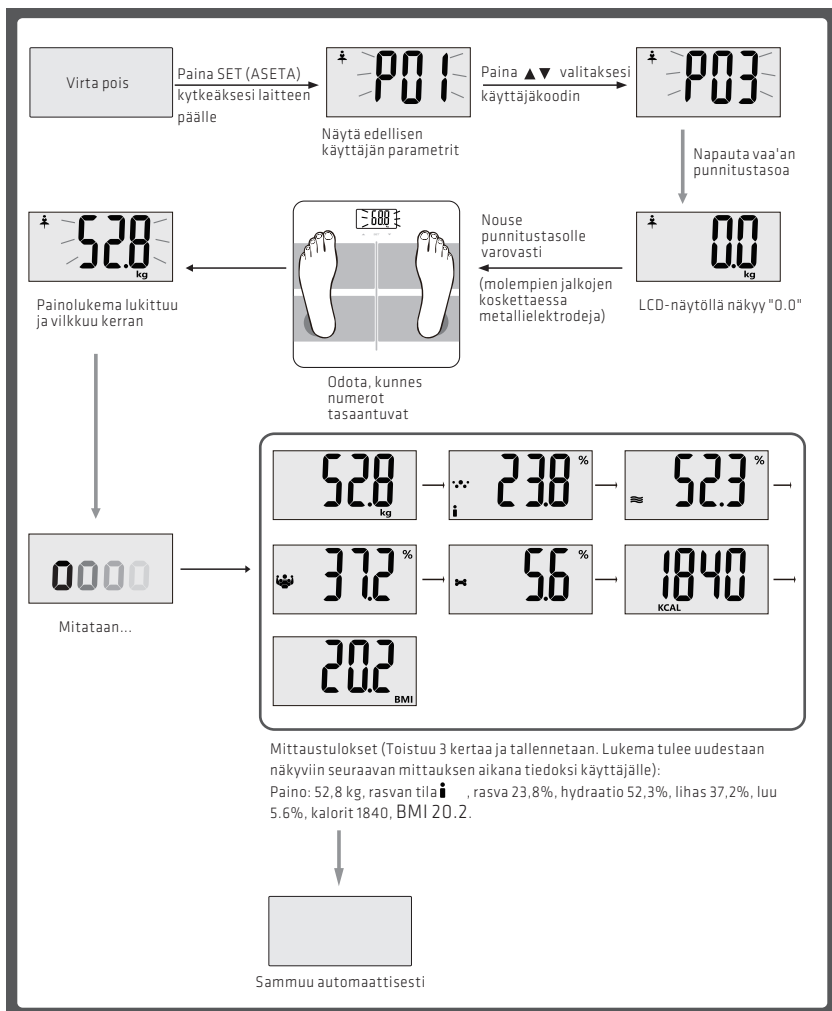 Virta pois
Paina SET (ASETA)
kytkeäksesi laitteen
päälle
P01
Näytä edellisen
käyttäjän parametrit
Paina ▲▼ valitaksesi
käyttäjäkoodin
P03
Napauta vaa'an
punnitustasoa
0.0
kg
LCD-näytöllä näkyy "0.0"
Nouse
punnitustasolle
varovasti
(molempien jalkojen
koskettaessa
metallielektrodeja)
68.8
Odota, kunnes
numerot
tasaantuvat
52.8
kg
Painolukema lukittuu
ja vilkkuu kerran
0000
Mitataan...
52.8
kg
23.8 %
52.3 %
37.2 %
5.6 %
1840
KCAL
20.2
BMI
Mittaustulokset (Toistuu 3 kertaa ja tallennetaan. Lukema tulee uudestaan
näkyviin seuraavan mittauksen aikana tiedoksi käyttäjälle):
Paino: 52,8 kg, rasvan tila , rasva 23,8%, hydraatio 52,3%, lihas 37,2%, luu
5.6%, kalorit 1840, BMI 20.2.
Sammuu automaattisesti